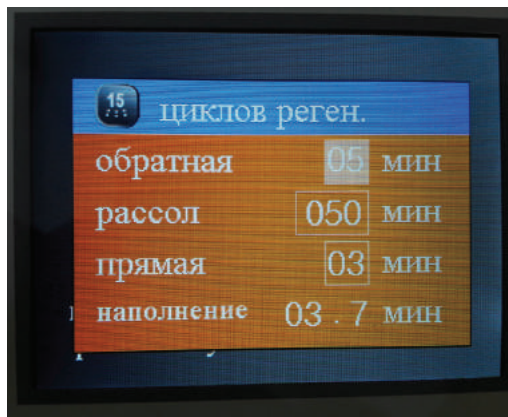 15
циклов реген.
обратная 05 мин
рассол 050 мин
прямая 03 мин
наполнение 03 . 7 мин